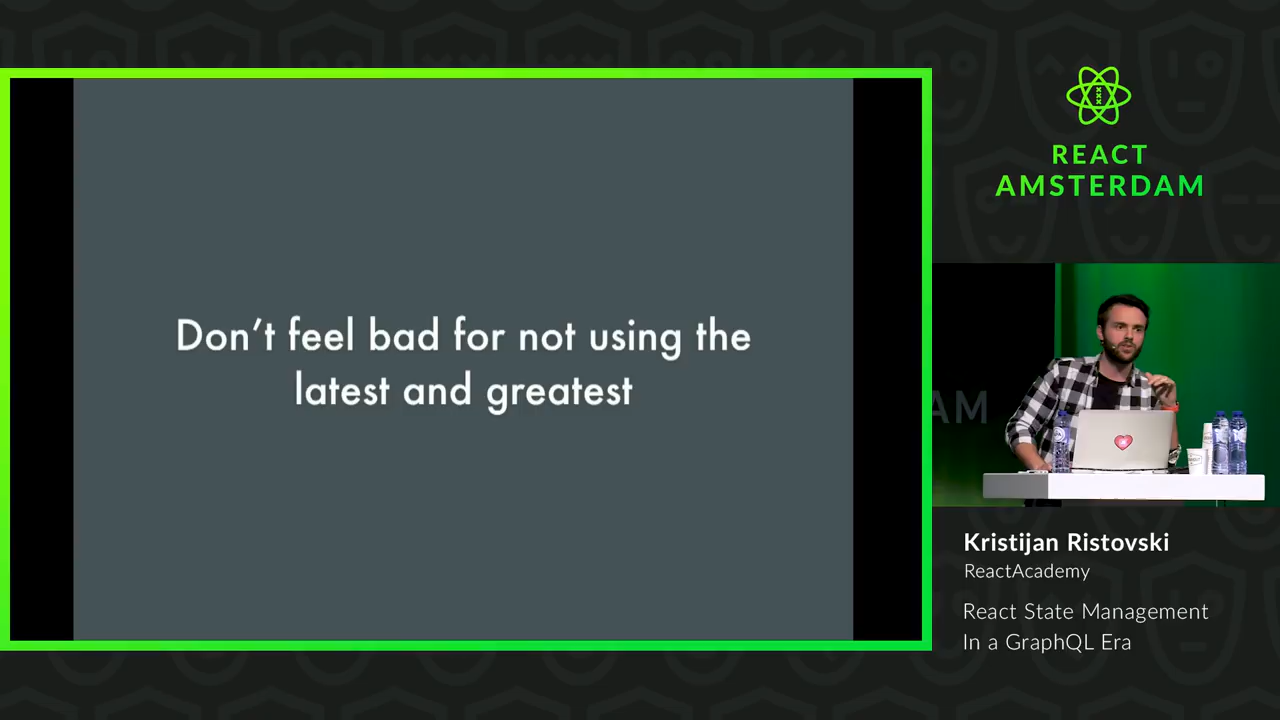 Don't feel bad for not using the
latest and greatest
REACT
AMSTERDAM
AM
Kristijan Ristovski
ReactAcademy
React State Management
In a GraphQL Era